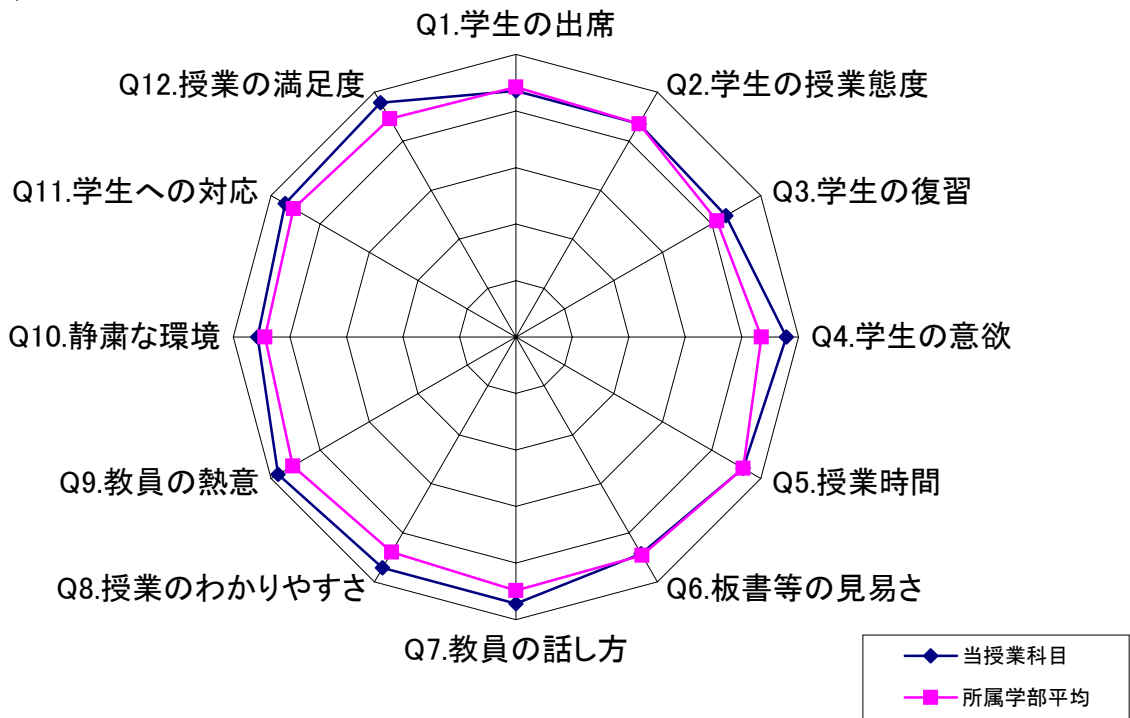 Q1.学生の出席
Q2.学生の授業態度
Q3.学生の復習
Q4.学生の意欲
Q5.授業時間
Q6.板書等の見易さ
Q7.教員の話し方
Q8.授業のわかりやすさ
Q9.教員の熱意
Q10.静粛な環境
Q11.学生への対応
Q12.授業の満足度
当授業科目
所属学部平均